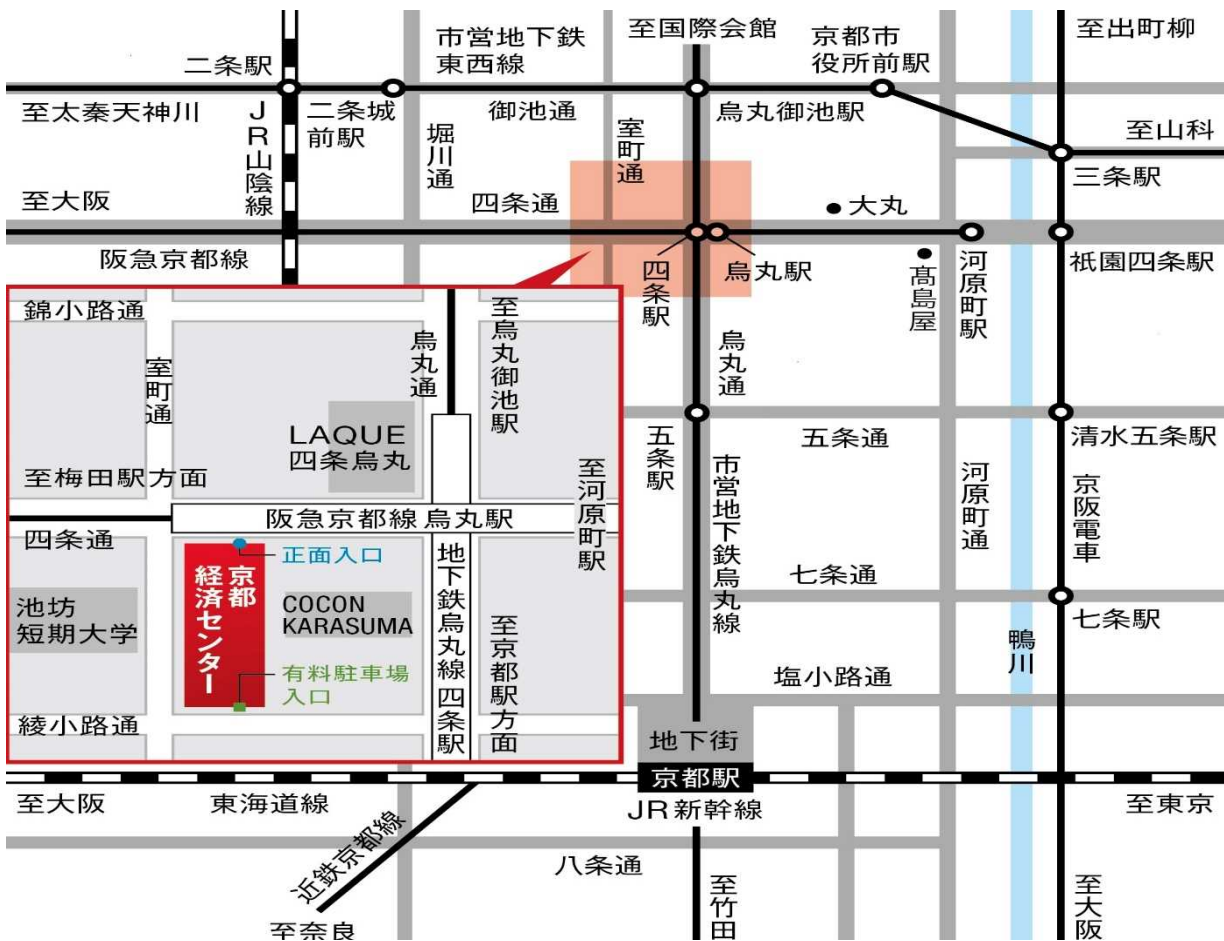 至国際会館
至出町柳
市営地下鉄
東西線
京都市
役所前駅
二条駅
至太秦天神川
JR山陰線
二条城
前駅
堀川通
御池通
室町通
烏丸御池駅
至山科
三条駅
至大阪
四条通
大丸
阪急京都線
四条駅
烏丸駅
髙島屋
河原町駅
祇園四条駅
錦小路通
室町通
烏丸通
至烏丸御池駅
LAQUE
四条烏丸
至梅田駅方面
至河原町駅
阪急京都線 烏丸駅
四条通
正面入口
京都
経済センター
池坊
短期大学
COCON
KARASUMA
有料駐車場
入口
地下鉄烏丸線 四条駅
至京都駅方面
綾小路通
烏丸通
五条駅
五条通
清水五条駅
市営地下鉄烏丸線
河原町通
京阪電車
七条通
七条駅
鴨川
塩小路通
地下街
京都駅
至大阪
東海道線
JR新幹線
至東京
近鉄京都線
八条通
至奈良
至竹田
至大阪